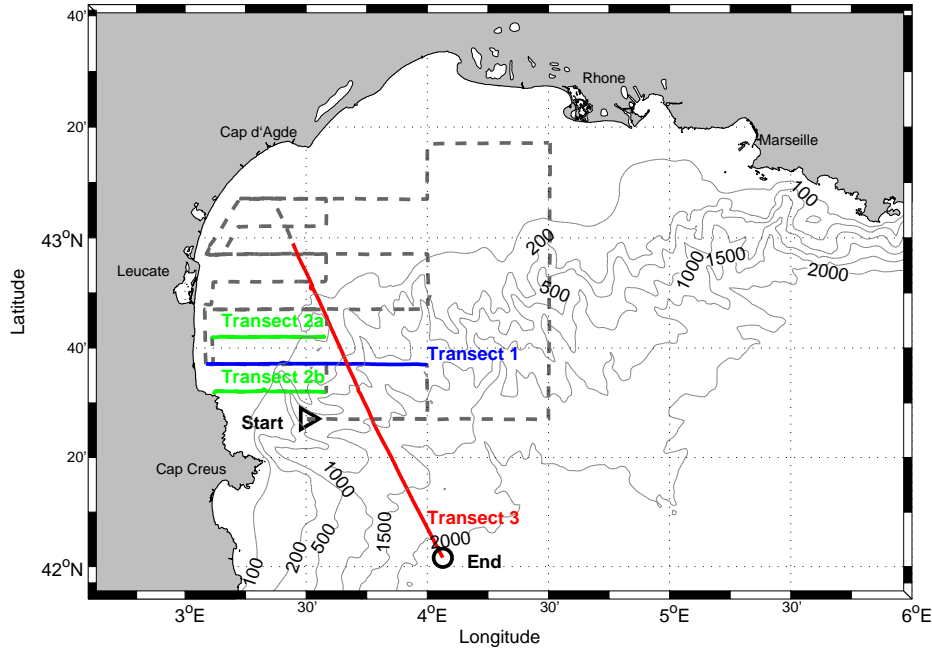 40'
Rhone
20'
Cap d'Agde
Marseille
100
43°N
200
Leucate
1000
1500
2000
500
Transect 2a
40'
Transect 1
Transect 2b
Start
20'
Cap Creus
1000
Transect 3
1500
500
2000
200
100
42°N
End
3°E
30'
4°E
30'
5°E
30'
6°E
Longitude
Latitude